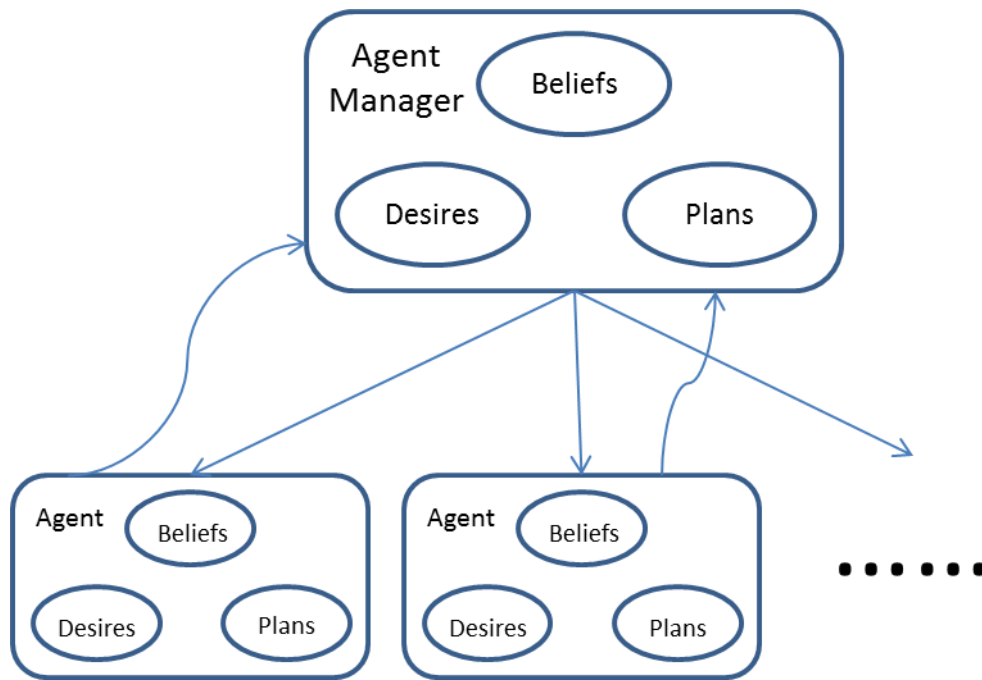 Agent
Manager
Beliefs
Desires
Plans
Agent
Beliefs
Desires
Plans
Agent
Beliefs
Desires
Plans